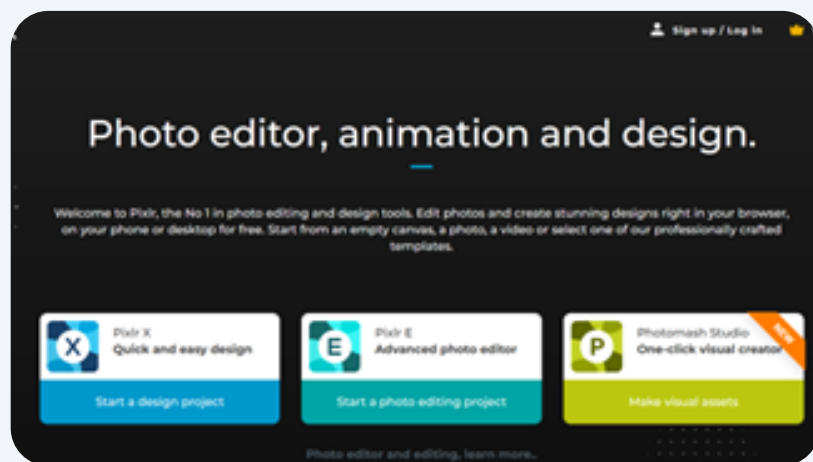 Sign up / Log in
Photo editor, animation and design.
Welcome to Pixlr, the No 1 in photo editing and design tools. Edit photos and create stunning designs right in your browser,
on your phone or desktop for free. Start from an empty canvas, a photo, a video or select one of our professionally crafted
templates.
X
Pixlr X
Quick and easy design
Start a design project
E
Pixlr E
Advanced photo editor
Start a photo editing project
P
Photomash Studio
One-click visual creator
NEW
Make visual assets
Photo editor and editing, learn more..